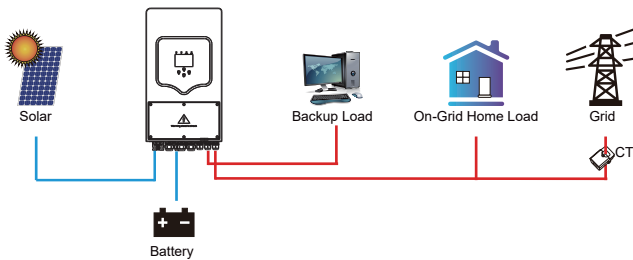 Solar
Backup Load
On-Grid Home Load
Grid
CT
Battery